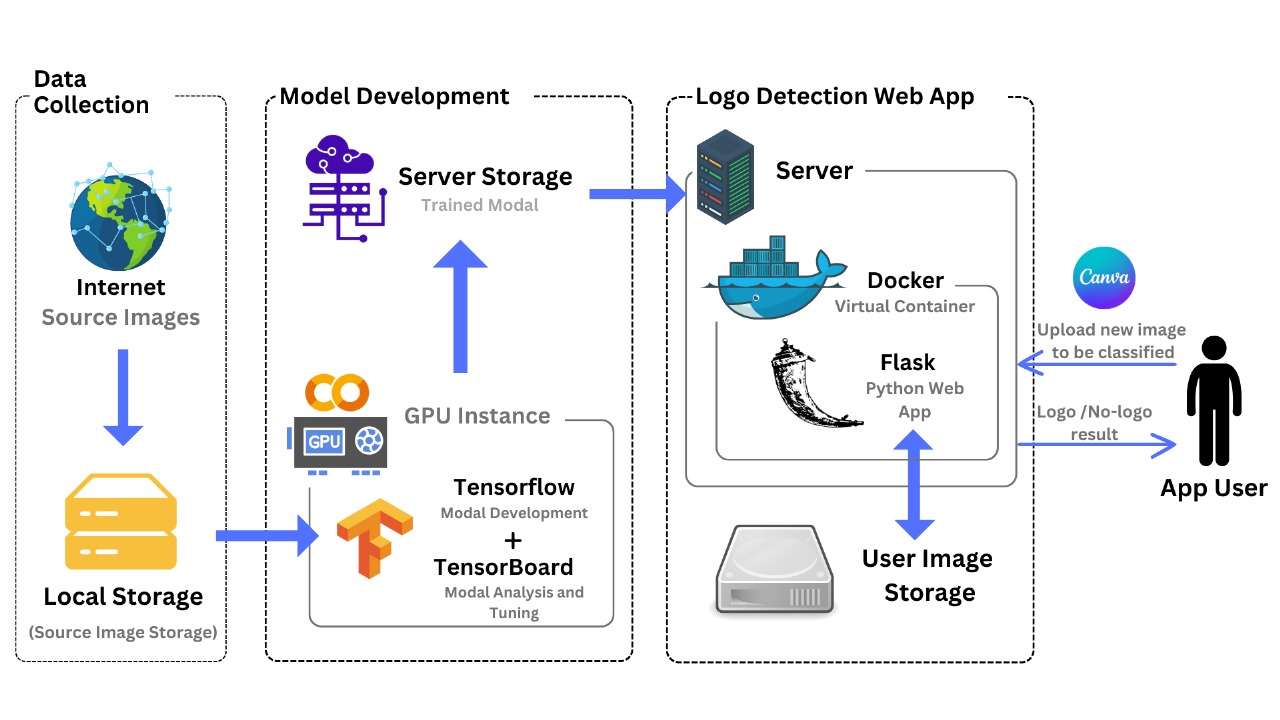 Data
Collection
Internet
Source Images
Local Storage
(Source Image Storage)
Model Development
Server Storage
Trained Modal
GPU Instance
GPU
Tensorflow
Modal Development
+
TensorBoard
Modal Analysis and
Tuning
Logo Detection Web App
Server
Docker
Virtual Container
Flask
Python Web
App
User Image
Storage
Canva
Upload new image
to be classified
Logo /No-logo
result
App User